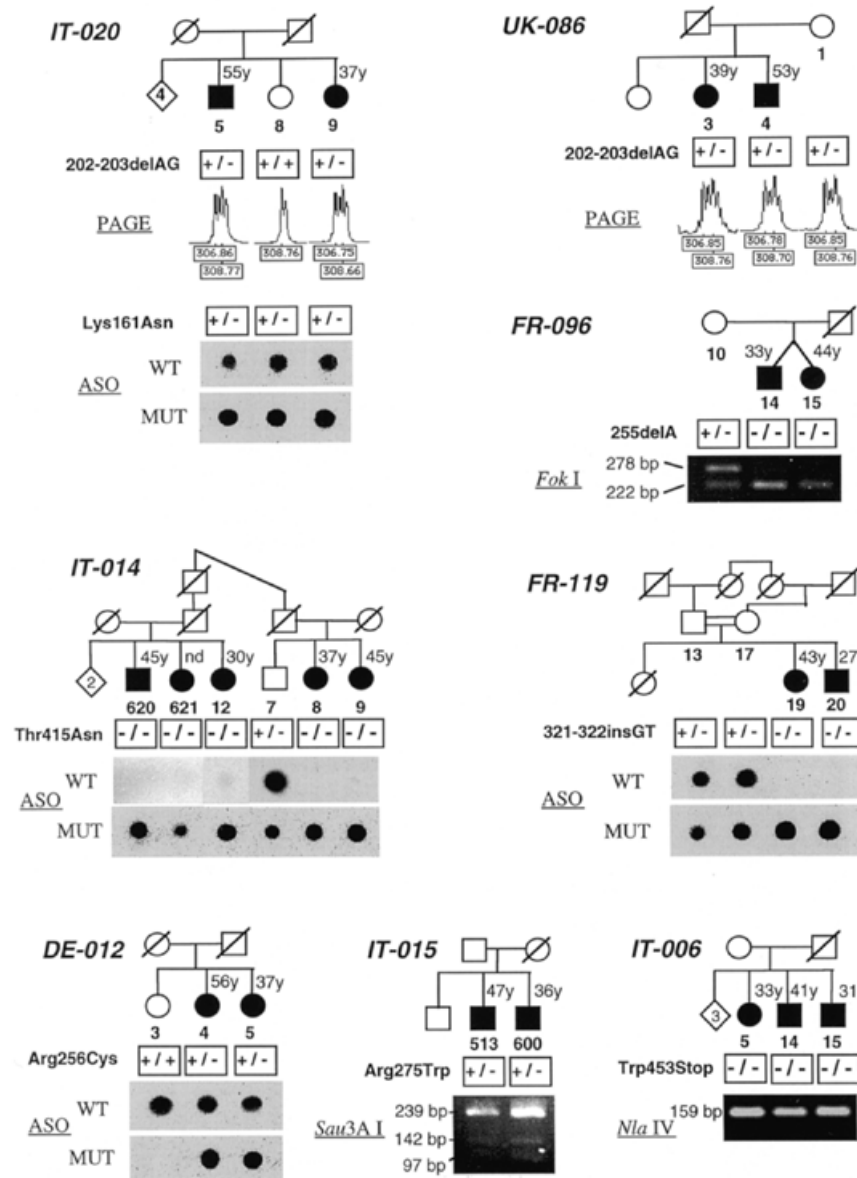 IT-020
55y 37y
4
5 8 9
202-203delAG +/- +/+ +/-
PAGE
306.86 308.76 306.75
308.77 308.66
Lys161Asn +/- +/- +/-
WT
ASO
MUT
UK-086
1
39y 53y
3 4
202-203delAG +/- +/- +/-
PAGE
306.85 306.78 306.85
308.76 308.70 308.76
FR-096
10 33y 44y
14 15
255delA +/- -/- -/-
278 bp
Fok I
222 bp
IT-014
45y nd 30y 37y 45y
2
620 621 12 7 8 9
Thr415Asn -/- -/- -/- +/- -/- -/-
WT
ASO
MUT
FR-119
13 17 43y 27
19 20
321-322insGT +/- +/- -/- -/-
WT
ASO
MUT
DE-012
56y 37y
3 4 5
Arg256Cys +/+ +/- +/-
WT
ASO
MUT
IT-015
47y 36y
513 600
Arg275Trp +/- +/-
239 bp
Sau3A I
142 bp
97 bp
IT-006
33y 41y 31
3
5 14 15
Trp453Stop -/- -/- -/-
159 bp
Nla IV